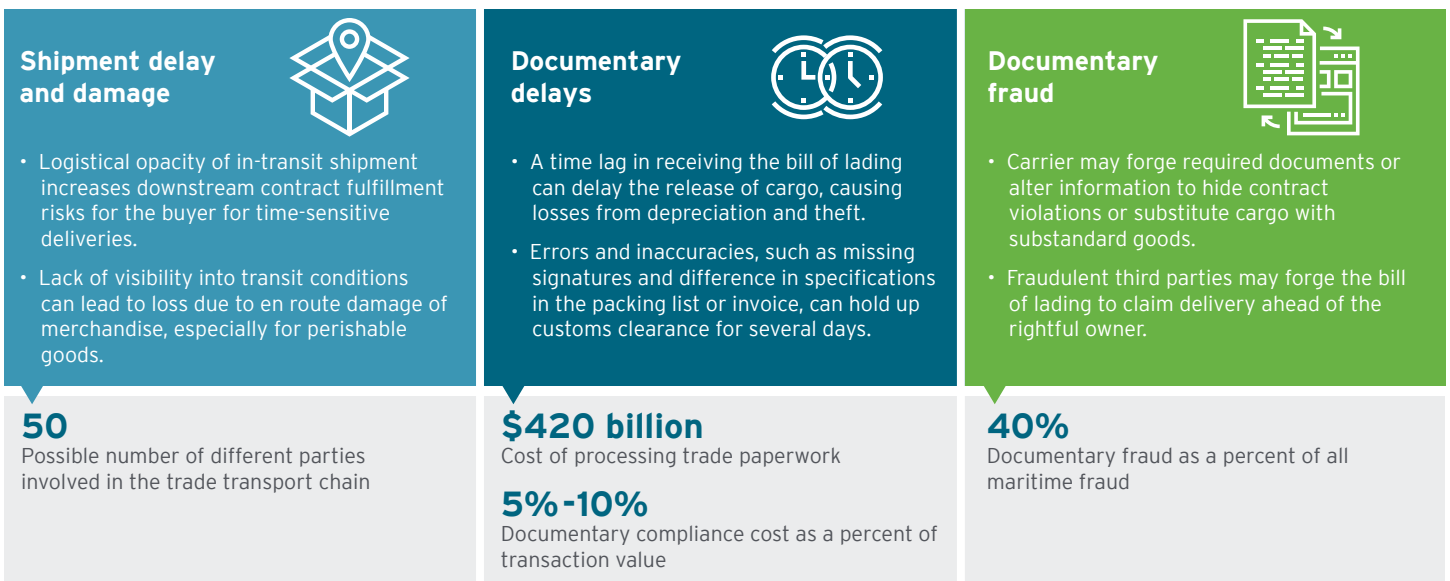 Shipment delay
and damage
• Logistical opacity of in-transit shipment
increases downstream contract fulfillment
risks for the buyer for time-sensitive
deliveries.
• Lack of visibility into transit conditions
can lead to loss due to en route damage of
merchandise, especially for perishable
goods.
50
Possible number of different parties
involved in the trade transport chain
Documentary
delays
• A time lag in receiving the bill of lading
can delay the release of cargo, causing
losses from depreciation and theft.
• Errors and inaccuracies, such as missing
signatures and difference in specifications
in the packing list or invoice, can hold up
customs clearance for several days.
$420 billion
Cost of processing trade paperwork
5%-10%
Documentary compliance cost as a percent of
transaction value
Documentary
fraud
• Carrier may forge required documents or
alter information to hide contract
violations or substitute cargo with
substandard goods.
• Fraudulent third parties may forge the bill
of lading to claim delivery ahead of the
rightful owner.
40%
Documentary fraud as a percent of all
maritime fraud